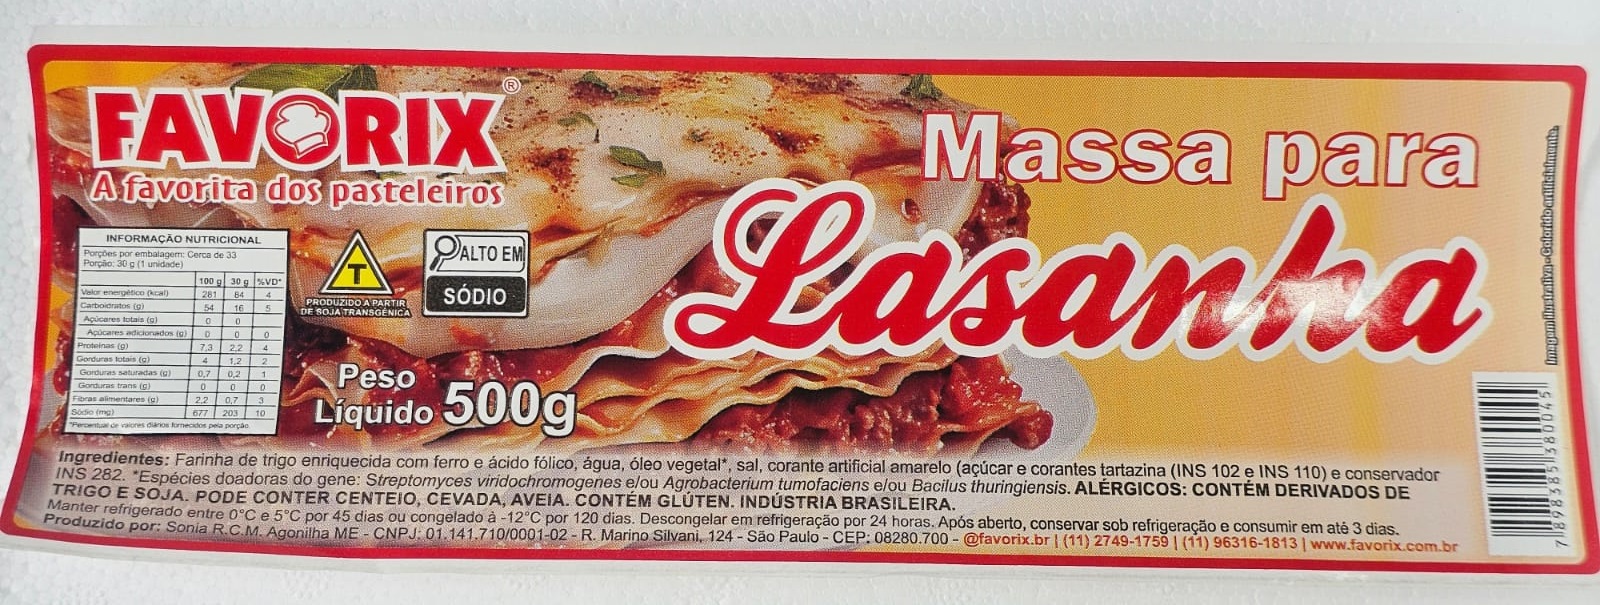 FAVORIX®
A favorita dos pasteleiros
Massa para
Lasanha
INFORMAÇÃO NUTRICIONAL
Porções por embalagem: Cerca de 33
Porção: 30 g (1 unidade)
100 g 30 g %VD*
Valor energético (kcal) 281 84 4
Carboidratos (g) 54 16 5
Açúcares totais (g) 0 0
Açúcares adicionados (g) 0 0 0
Proteínas (g) 7,3 2,2 4
Gorduras totais (g) 4 1,2 2
Gorduras saturadas (g) 0,7 0,2 1
Gorduras trans (g) 0 0 0
Fibras alimentares (g) 2,2 0,7 3
Sódio (mg) 677 203 10
*Percentual de valores diários fornecidos pela porção.
T
PRODUZIDO A PARTIR
DE SOJA TRANSGÊNICA
ALTO EM
SÓDIO
Peso
Líquido 500g
Ingredientes: Farinha de trigo enriquecida com ferro e ácido fólico, água, óleo vegetal*, sal, corante artificial amarelo (açúcar e corantes tartazina (INS 102 e INS 110) e conservador
INS 282. *Espécies doadoras do gene: Streptomyces viridochromogenes e/ou Agrobacterium tumofaciens e/ou Bacilus thuringiensis. ALÉRGICOS: CONTÉM DERIVADOS DE
TRIGO E SOJA. PODE CONTER CENTEIO, CEVADA, AVEIA. CONTÉM GLÚTEN. INDÚSTRIA BRASILEIRA.
Manter refrigerado entre 0°C e 5°C por 45 dias ou congelado à -12°C por 120 dias. Descongelar em refrigeração por 24 horas. Após aberto, conservar sob refrigeração e consumir em até 3 dias.
Produzido por: Sonia R.C.M. Agonilha ME - CNPJ: 01.141.710/0001-02 - R. Marino Silvani, 124 - São Paulo - CEP: 08280.700 - @favorix.br | (11) 2749-1759 | (11) 96316-1813 | www.favorix.com.br
Imagem ilustrativa - Colorido artificialmente.
7 898385 380045